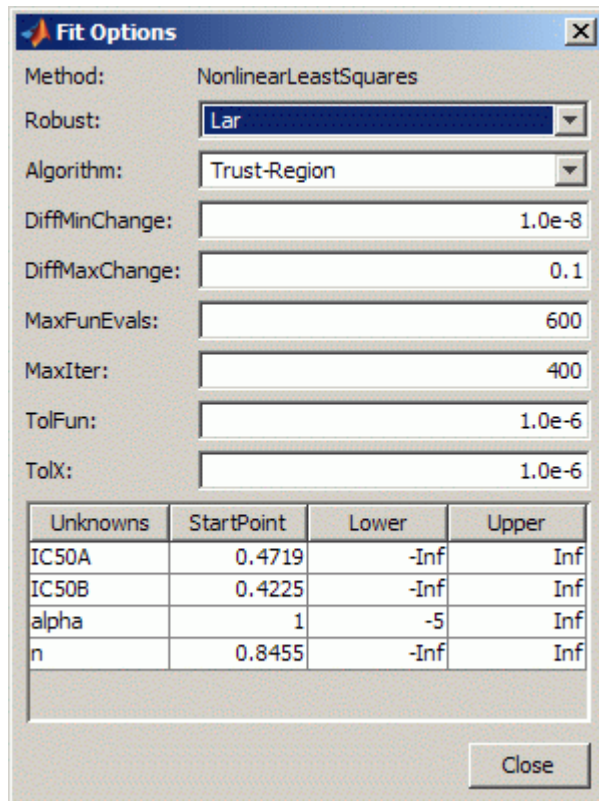 Fit Options
Method: NonlinearLeastSquares
Robust: Lar
Algorithm: Trust-Region
DiffMinChange: 1.0e-8
DiffMaxChange: 0.1
MaxFunEvals: 600
MaxIter: 400
TolFun: 1.0e-6
TolX: 1.0e-6
Unknowns StartPoint Lower Upper
IC50A 0.4719 -Inf Inf
IC50B 0.4225 -Inf Inf
alpha 1 -5 Inf
n 0.8455 -Inf Inf
Close